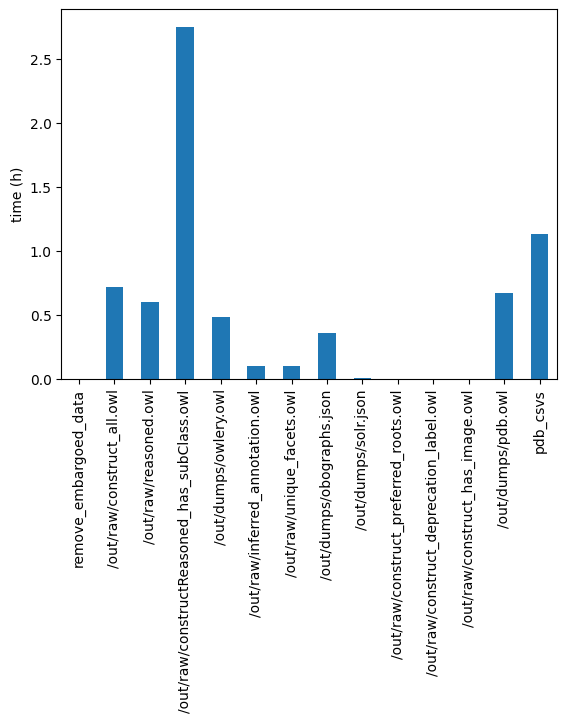 time (h)
2.5
2.0
1.5
1.0
0.5
0.0
remove_embargoed_data
/out/raw/construct_all.owl
/out/raw/reasoned.owl
/out/raw/constructReasoned_has_subClass.owl
/out/dumps/owlery.owl
/out/raw/inferred_annotation.owl
/out/raw/unique_facets.owl
/out/dumps/obographs.json
/out/dumps/solr.json
/out/raw/construct_preferred_roots.owl
/out/raw/construct_deprecation_label.owl
/out/raw/construct_has_image.owl
/out/dumps/pdb.owl
pdb_csvs